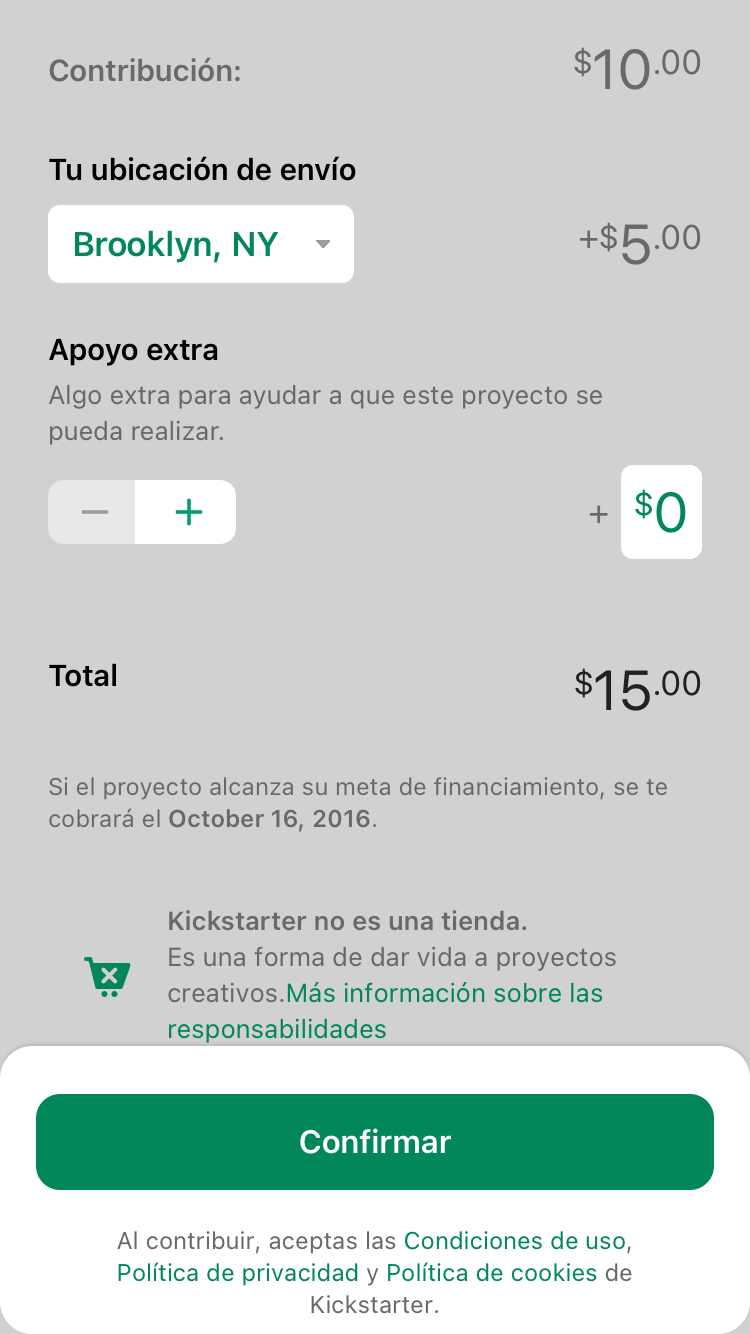 Contribución: $10.00
Tu ubicación de envío
Brooklyn, NY +$5.00
Apoyo extra
Algo extra para ayudar a que este proyecto se
pueda realizar.
− + + $0
Total $15.00
Si el proyecto alcanza su meta de financiamiento, se te
cobrará el October 16, 2016.
Kickstarter no es una tienda.
Es una forma de dar vida a proyectos
creativos.Más información sobre las
responsabilidades
Confirmar
Al contribuir, aceptas las Condiciones de uso,
Política de privacidad y Política de cookies de
Kickstarter.